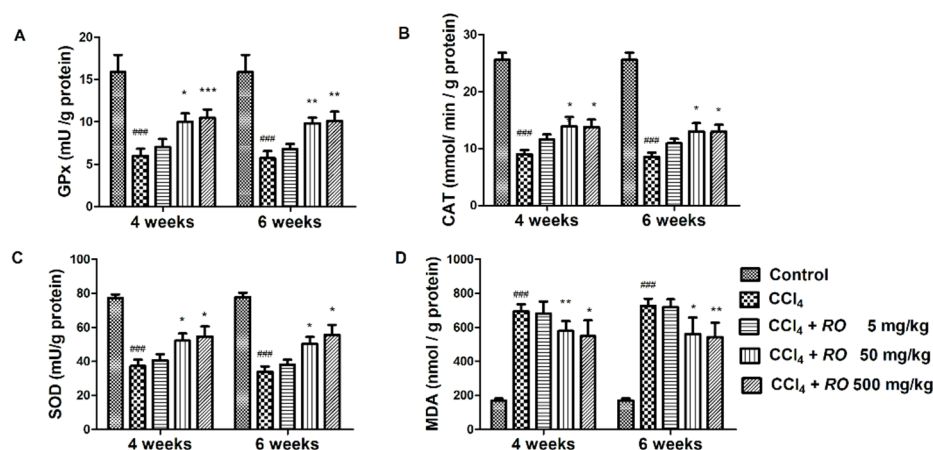 A
GPx (mU /g protein)
20
15
10
5
0
###
*
***
###
**
**
4 weeks
6 weeks
B
CAT (mmol/ min / g protein)
30
20
10
0
###
*
*
###
*
*
4 weeks
6 weeks
C
SOD (mU/g protein)
100
80
60
40
20
0
###
*
*
###
*
*
4 weeks
6 weeks
D
MDA (nmol / g protein)
1000
800
600
400
200
0
###
**
*
###
*
**
4 weeks
6 weeks
Control
CCl₄
CCl₄ + RO 5 mg/kg
CCl₄ + RO 50 mg/kg
CCl₄ + RO 500 mg/kg